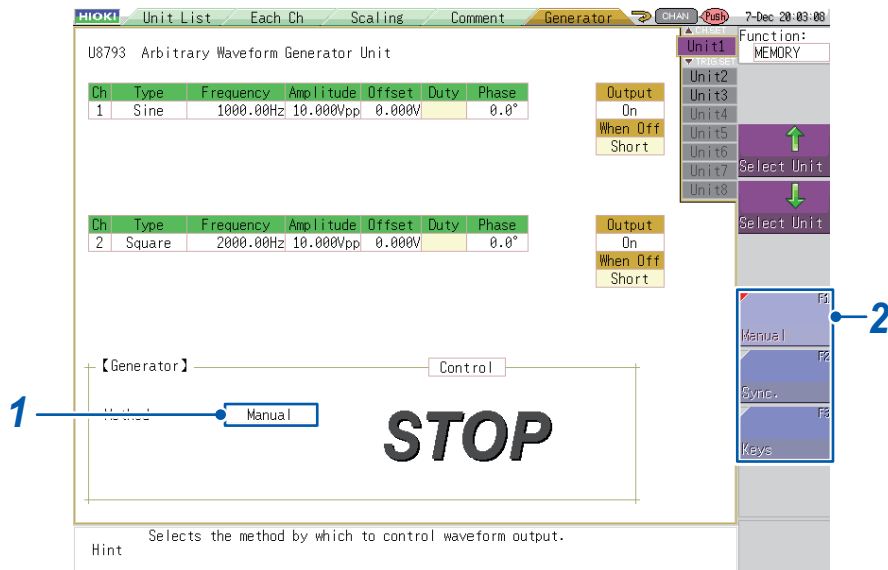 HIOKI Unit List Each Ch Scaling Comment Generator CHAN Push 7-Dec 20:03:08
▲ CH.SET
Function:
MEMORY
U8793 Arbitrary Waveform Generator Unit
Unit1
▼ TRIG SET
Unit2
Unit3
Unit4
Unit5
Unit6
Unit7
Unit8
Ch Type Frequency Amplitude Offset Duty Phase
1 Sine 1000.00Hz 10.000Vpp 0.000V 0.0°
Output
On
When Off
Short
Select Unit
Select Unit
Ch Type Frequency Amplitude Offset Duty Phase
2 Square 2000.00Hz 10.000Vpp 0.000V 0.0°
Output
On
When Off
Short
F1
Manual
2
F2
Sync.
F3
Keys
【Generator】 Control
1
Method Manual
STOP
Hint Selects the method by which to control waveform output.